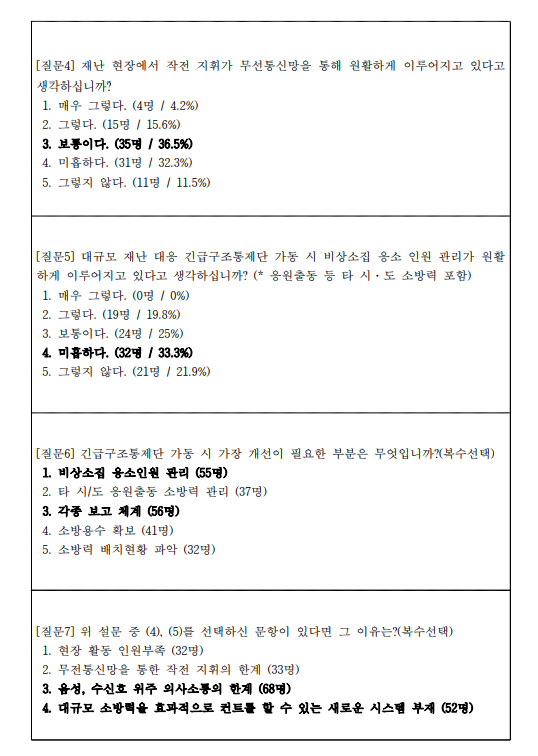 [질문4] 재난 현장에서 작전 지휘가 무선통신망을 통해 원활하게 이루어지고 있다고
생각하십니까?
1. 매우 그렇다. (4명 / 4.2%)
2. 그렇다. (15명 / 15.6%)
3. 보통이다. (35명 / 36.5%)
4. 미흡하다. (31명 / 32.3%)
5. 그렇지 않다. (11명 / 11.5%)
[질문5] 대규모 재난 대응 긴급구조통제단 가동 시 비상소집 응소 인원 관리가 원활
하게 이루어지고 있다고 생각하십니까? (* 응원출동 등 타 시·도 소방력 포함)
1. 매우 그렇다. (0명 / 0%)
2. 그렇다. (19명 / 19.8%)
3. 보통이다. (24명 / 25%)
4. 미흡하다. (32명 / 33.3%)
5. 그렇지 않다. (21명 / 21.9%)
[질문6] 긴급구조통제단 가동 시 가장 개선이 필요한 부분은 무엇입니까?(복수선택)
1. 비상소집 응소인원 관리 (55명)
2. 타 시/도 응원출동 소방력 관리 (37명)
3. 각종 보고 체계 (56명)
4. 소방용수 확보 (41명)
5. 소방력 배치현황 파악 (32명)
[질문7] 위 설문 중 (4), (5)를 선택하신 문항이 있다면 그 이유는?(복수선택)
1. 현장 활동 인원부족 (32명)
2. 무전통신망을 통한 작전 지휘의 한계 (33명)
3. 음성, 수신호 위주 의사소통의 한계 (68명)
4. 대규모 소방력을 효과적으로 컨트롤 할 수 있는 새로운 시스템 부재 (52명)